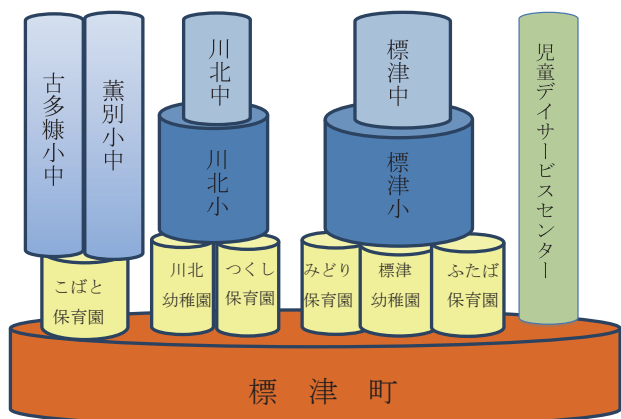 古多糠小中
薫別小中
川北中
標津中
児童デイサービスセンター
川北小
標津小
こばと
保育園
川北
幼稚園
つくし
保育園
みどり
保育園
標津
幼稚園
ふたば
保育園
標津町